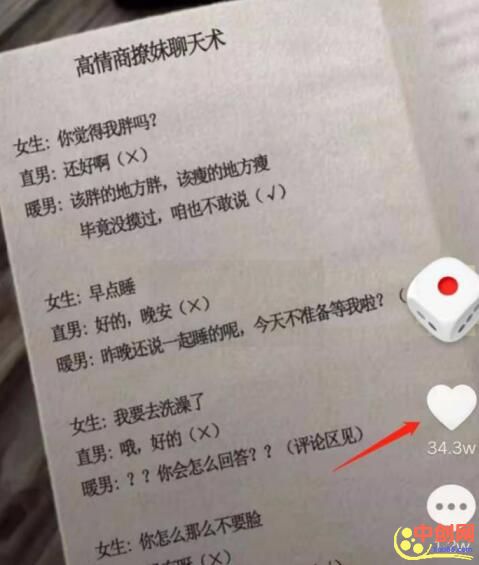 高情商撩妹聊天术
女生：你觉得我胖吗？
直男：还好啊（×）
暖男：该胖的地方胖，该瘦的地方瘦
毕竟没摸过，咱也不敢说（√）
女生：早点睡
直男：好的，晚安（×）
暖男：昨晚还说一起睡的呢，今天不准备等我啦？（
女生：我要去洗澡了
直男：哦，好的（×）
暖男：？？你会怎么回答？？（评论区见）
34.3w
女生：你怎么那么不要脸
中创网